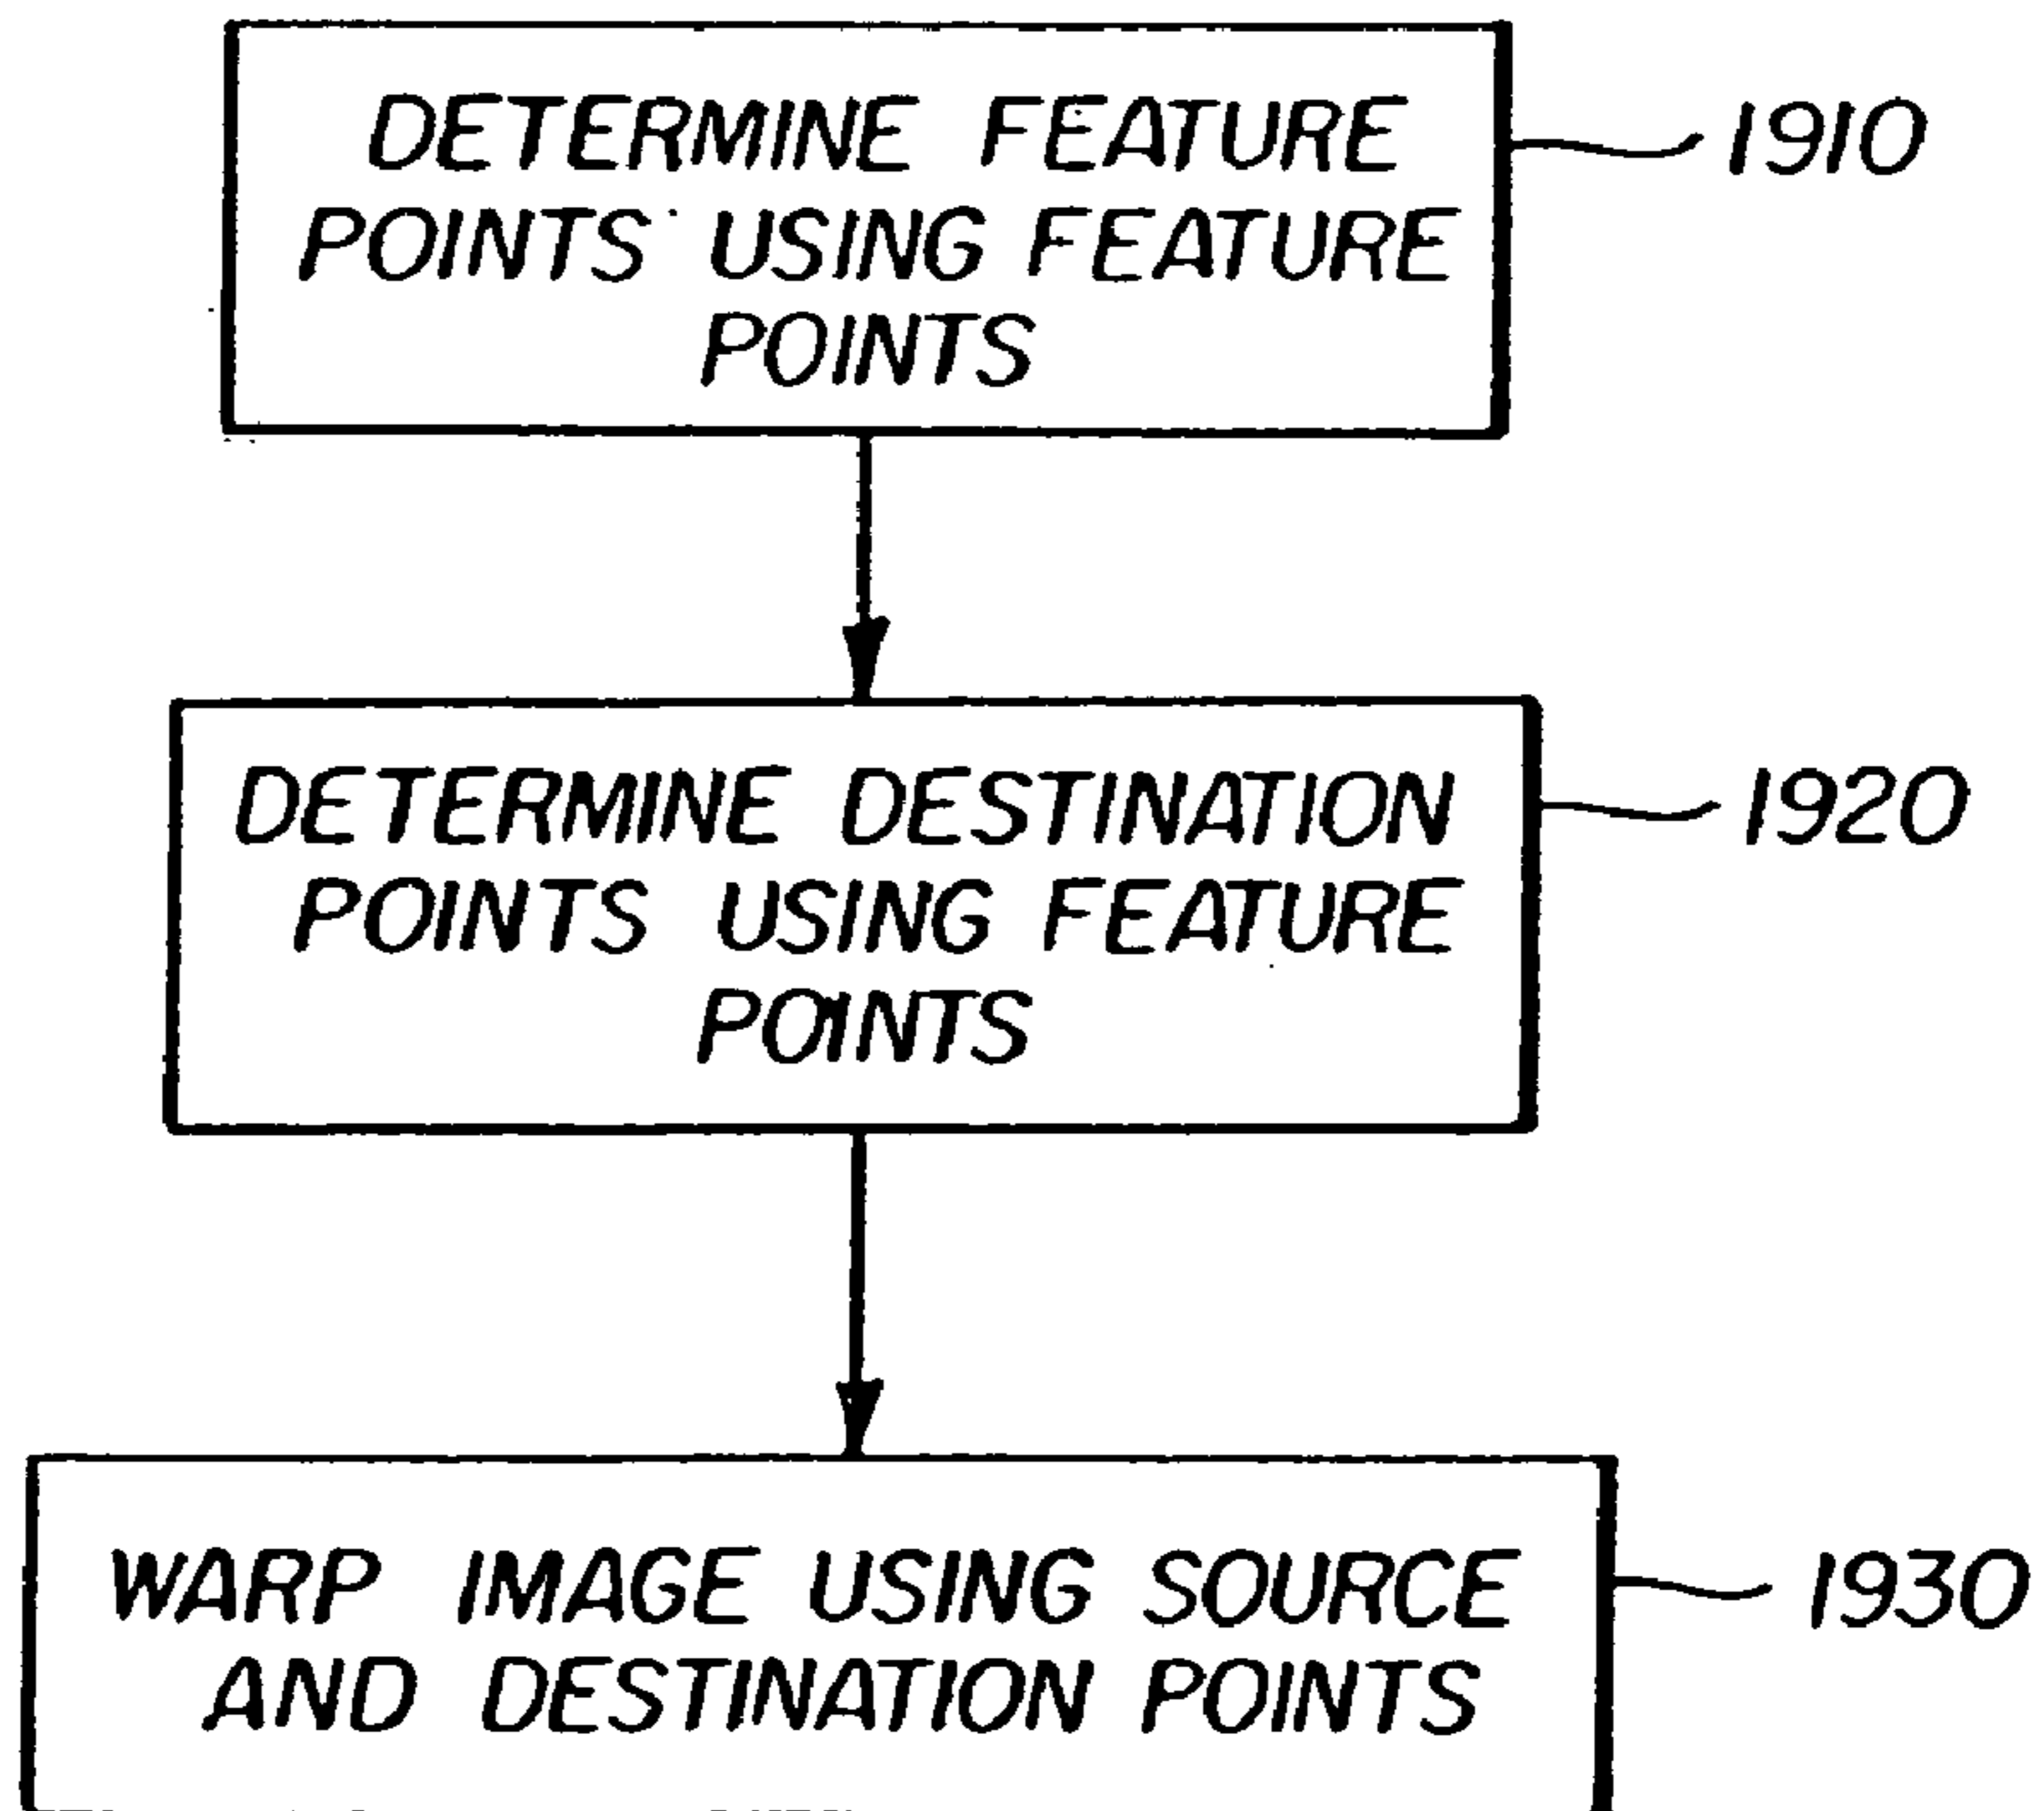 DETERMINE FEATURE
POINTS USING FEATURE
POINTS
1910
DETERMINE DESTINATION
POINTS USING FEATURE
POINTS
1920
WARP IMAGE USING SOURCE
AND DESTINATION POINTS
1930